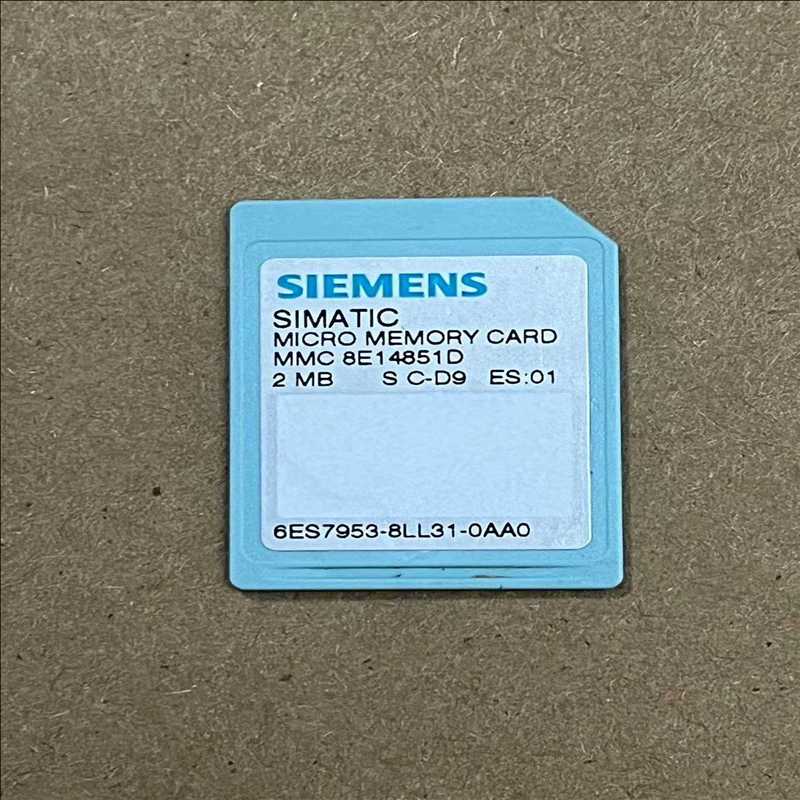 SIEMENS
SIMATIC
MICRO MEMORY CARD
MMC 8E14851D
2 MB S C-D9 ES:01
6ES7953-8LL31-0AA0